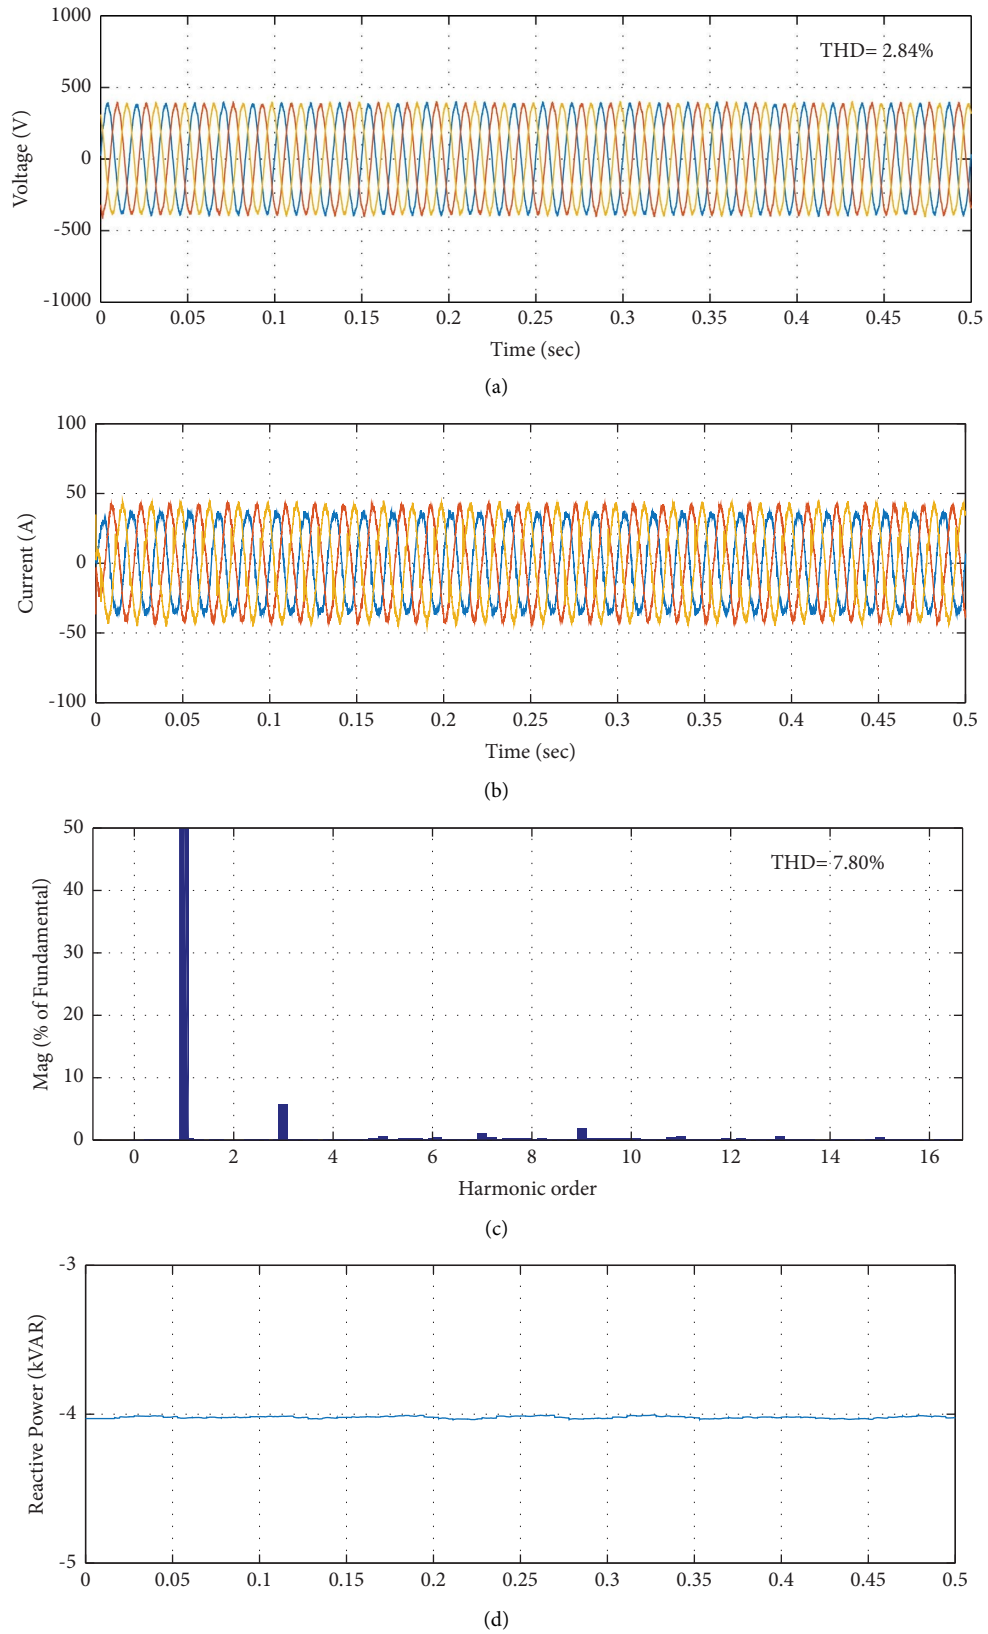 1000
THD= 2.84%
500
0
-500
-1000
Voltage (V)
0 0.05 0.1 0.15 0.2 0.25 0.3 0.35 0.4 0.45 0.5
Time (sec)
(a)
100
50
0
-50
-100
Current (A)
0 0.05 0.1 0.15 0.2 0.25 0.3 0.35 0.4 0.45 0.5
Time (sec)
(b)
50
THD= 7.80%
40
30
20
10
0
Mag (% of Fundamental)
0 2 4 6 8 10 12 14 16
Harmonic order
(c)
-3
-4
-5
Reactive Power (kVAR)
0 0.05 0.1 0.15 0.2 0.25 0.3 0.35 0.4 0.45 0.5
(d)